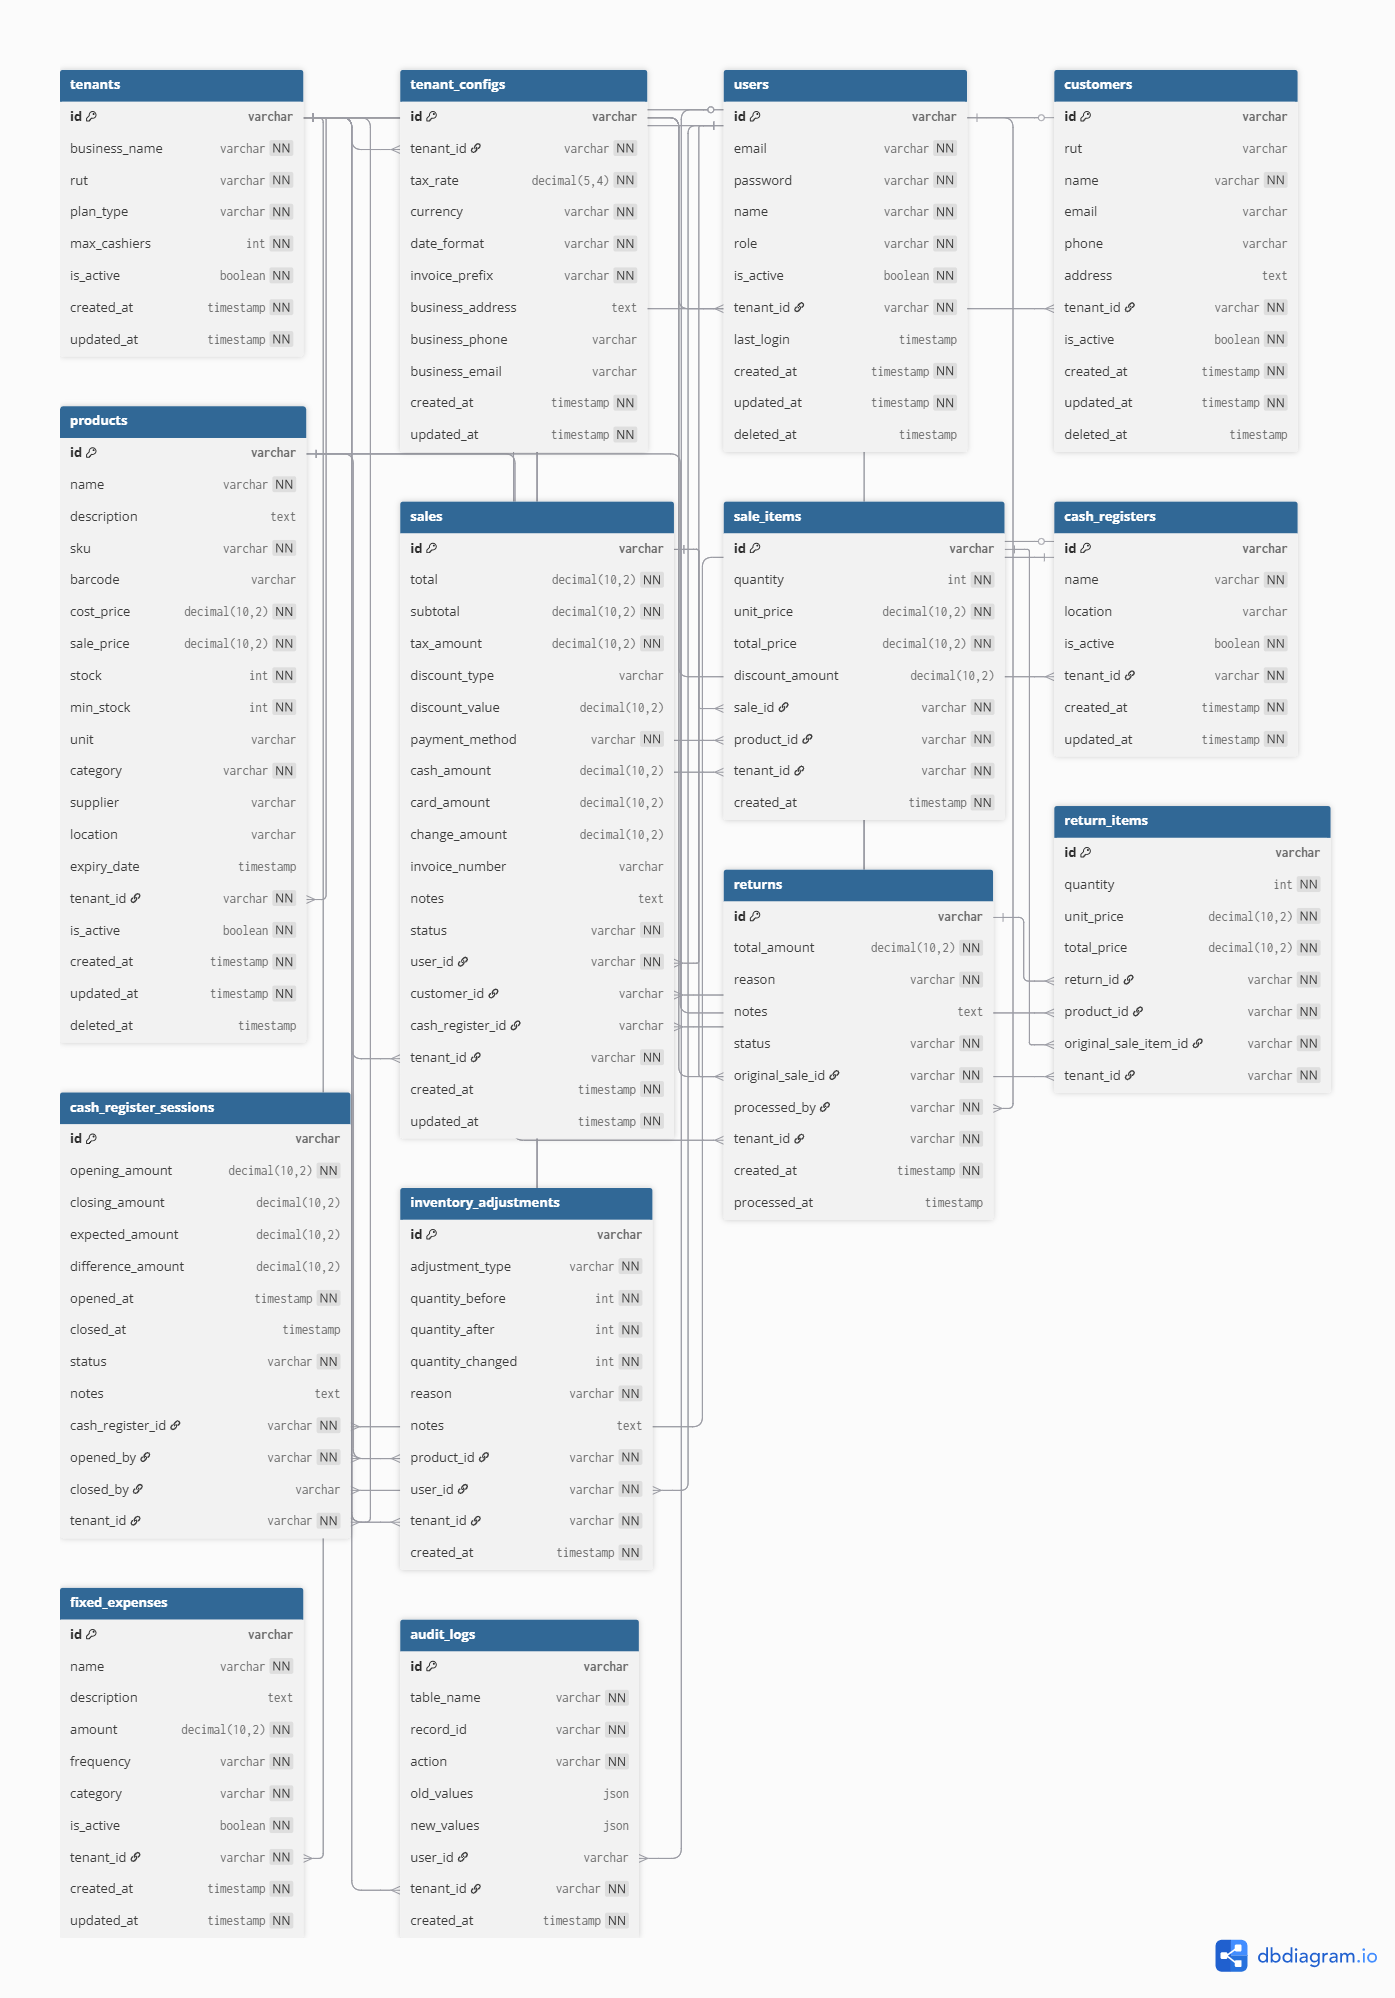 tenants
id varchar
business_name varchar NN
rut varchar NN
plan_type varchar NN
max_cashiers int NN
is_active boolean NN
created_at timestamp NN
updated_at timestamp NN
tenant_configs
id varchar
tenant_id varchar NN
tax_rate decimal(5,4) NN
currency varchar NN
date_format varchar NN
invoice_prefix varchar NN
business_address text
business_phone varchar
business_email varchar
created_at timestamp NN
updated_at timestamp NN
users
id varchar
email varchar NN
password varchar NN
name varchar NN
role varchar NN
is_active boolean NN
tenant_id varchar NN
last_login timestamp
created_at timestamp NN
updated_at timestamp NN
deleted_at timestamp
customers
id varchar
rut varchar
name varchar NN
email varchar
phone varchar
address text
tenant_id varchar NN
is_active boolean NN
created_at timestamp NN
updated_at timestamp NN
deleted_at timestamp
products
id varchar
name varchar NN
description text
sku varchar NN
barcode varchar
cost_price decimal(10,2) NN
sale_price decimal(10,2) NN
stock int NN
min_stock int NN
unit varchar
category varchar NN
supplier varchar
location varchar
expiry_date timestamp
tenant_id varchar NN
is_active boolean NN
created_at timestamp NN
updated_at timestamp NN
deleted_at timestamp
sales
id varchar
total decimal(10,2) NN
subtotal decimal(10,2) NN
tax_amount decimal(10,2) NN
discount_type varchar
discount_value decimal(10,2)
payment_method varchar NN
cash_amount decimal(10,2)
card_amount decimal(10,2)
change_amount decimal(10,2)
invoice_number varchar
notes text
status varchar NN
user_id varchar NN
customer_id varchar
cash_register_id varchar
tenant_id varchar NN
created_at timestamp NN
updated_at timestamp NN
sale_items
id varchar
quantity int NN
unit_price decimal(10,2) NN
total_price decimal(10,2) NN
discount_amount decimal(10,2)
sale_id varchar NN
product_id varchar NN
tenant_id varchar NN
created_at timestamp NN
cash_registers
id varchar
name varchar NN
location varchar
is_active boolean NN
tenant_id varchar NN
created_at timestamp NN
updated_at timestamp NN
return_items
id varchar
quantity int NN
unit_price decimal(10,2) NN
total_price decimal(10,2) NN
return_id varchar NN
product_id varchar NN
original_sale_item_id varchar NN
tenant_id varchar NN
returns
id varchar
total_amount decimal(10,2) NN
reason varchar NN
notes text
status varchar NN
original_sale_id varchar NN
processed_by varchar NN
tenant_id varchar NN
created_at timestamp NN
processed_at timestamp
cash_register_sessions
id varchar
opening_amount decimal(10,2) NN
closing_amount decimal(10,2)
expected_amount decimal(10,2)
difference_amount decimal(10,2)
opened_at timestamp NN
closed_at timestamp
status varchar NN
notes text
cash_register_id varchar NN
opened_by varchar NN
closed_by varchar
tenant_id varchar NN
inventory_adjustments
id varchar
adjustment_type varchar NN
quantity_before int NN
quantity_after int NN
quantity_changed int NN
reason varchar NN
notes text
product_id varchar NN
user_id varchar NN
tenant_id varchar NN
created_at timestamp NN
fixed_expenses
id varchar
name varchar NN
description text
amount decimal(10,2) NN
frequency varchar NN
category varchar NN
is_active boolean NN
tenant_id varchar NN
created_at timestamp NN
updated_at timestamp NN
audit_logs
id varchar
table_name varchar NN
record_id varchar NN
action varchar NN
old_values json
new_values json
user_id varchar
tenant_id varchar NN
created_at timestamp NN
dbdiagram.io